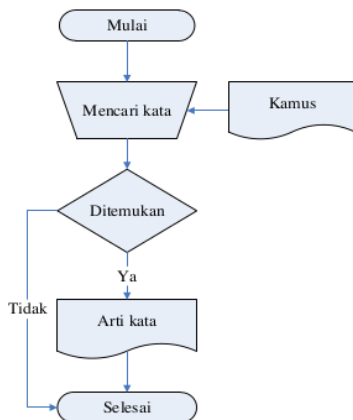 Mulai
Mencari kata
Kamus
Ditemukan
Ya
Tidak
Arti kata
Selesai